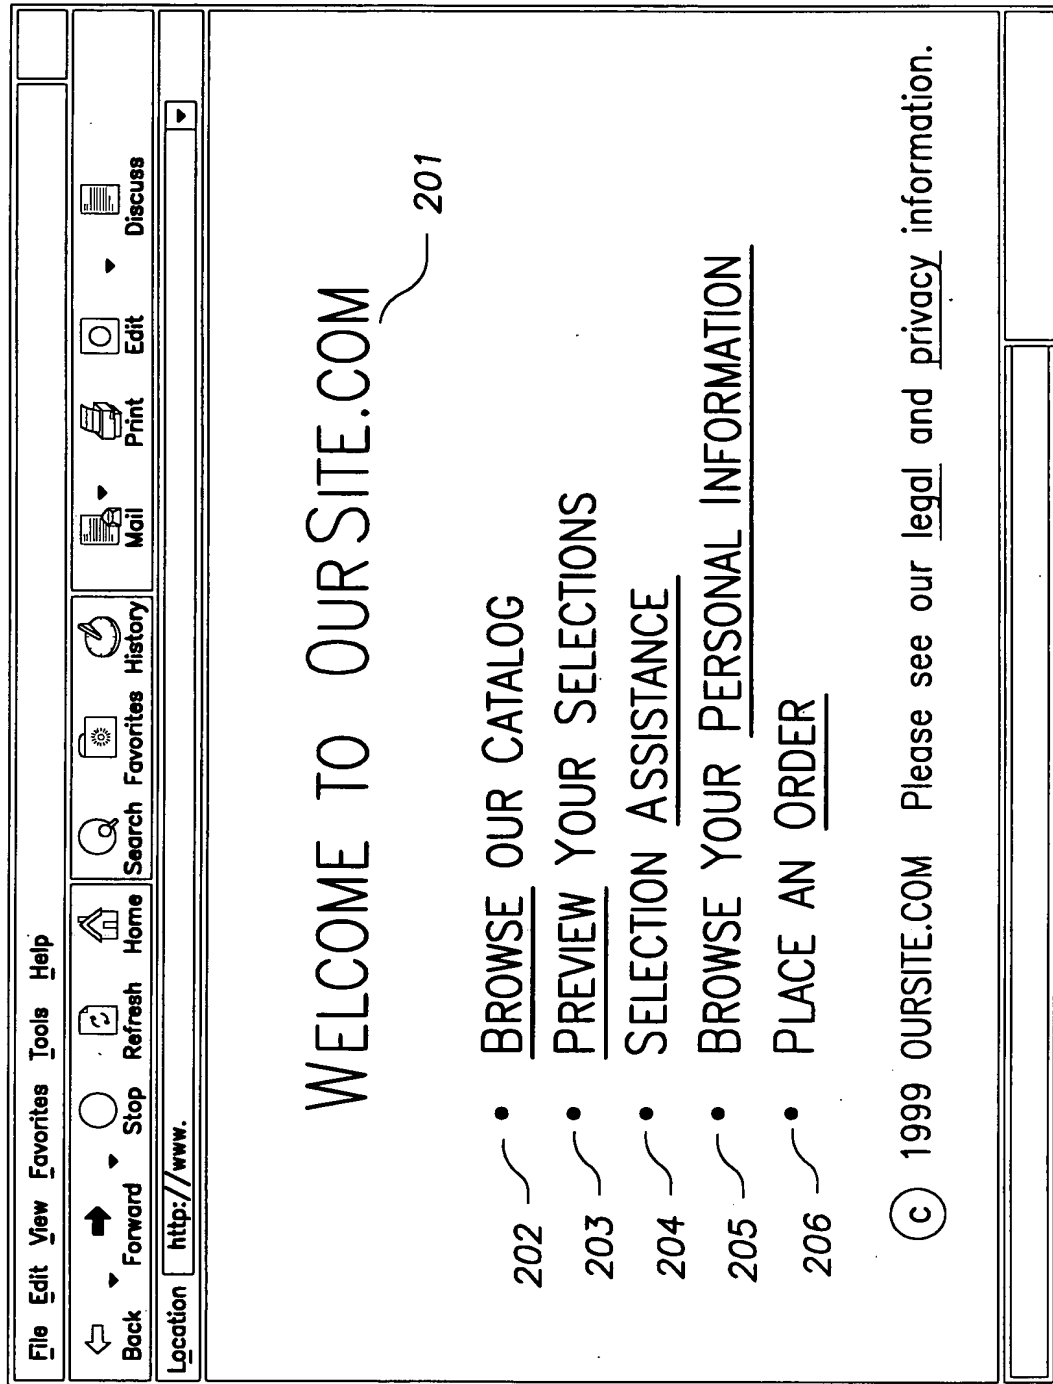 File Edit View Favorites Tools Help
Back Forward Stop Refresh Home Search Favorites History Mail Print Edit Discuss
Location http://www.
WELCOME TO OURSITE.COM
201
202 • BROWSE OUR CATALOG
203 • PREVIEW YOUR SELECTIONS
204 • SELECTION ASSISTANCE
205 • BROWSE YOUR PERSONAL INFORMATION
206 • PLACE AN ORDER
© 1999 OURSITE.COM Please see our legal and privacy information.